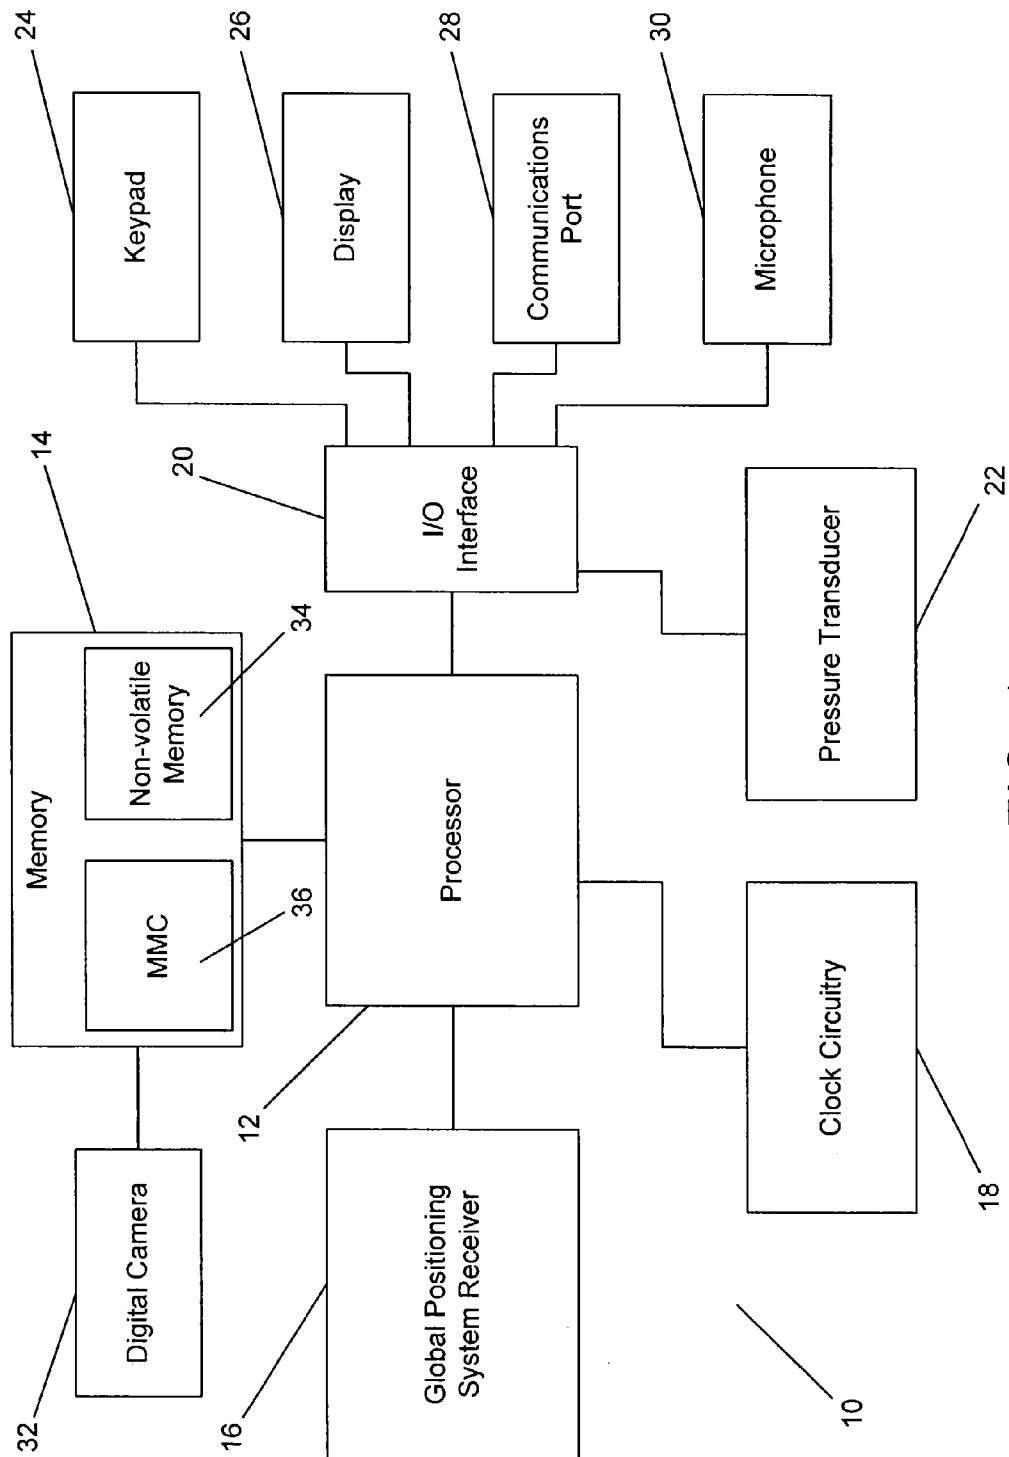 32
Digital Camera
14
Memory
MMC
36
Non-volatile
Memory
34
24
Keypad
26
Display
28
Communications
Port
30
Microphone
20
I/O
Interface
12
Processor
16
Global Positioning
System Receiver
18
Clock Circuitry
22
Pressure Transducer
10